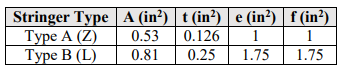 Stringer Type A (in²) t (in²) e (in²) f (in²)
Type A (Z) 0.53 0.126 1 1
Type B (L) 0.81 0.25 1.75 1.75